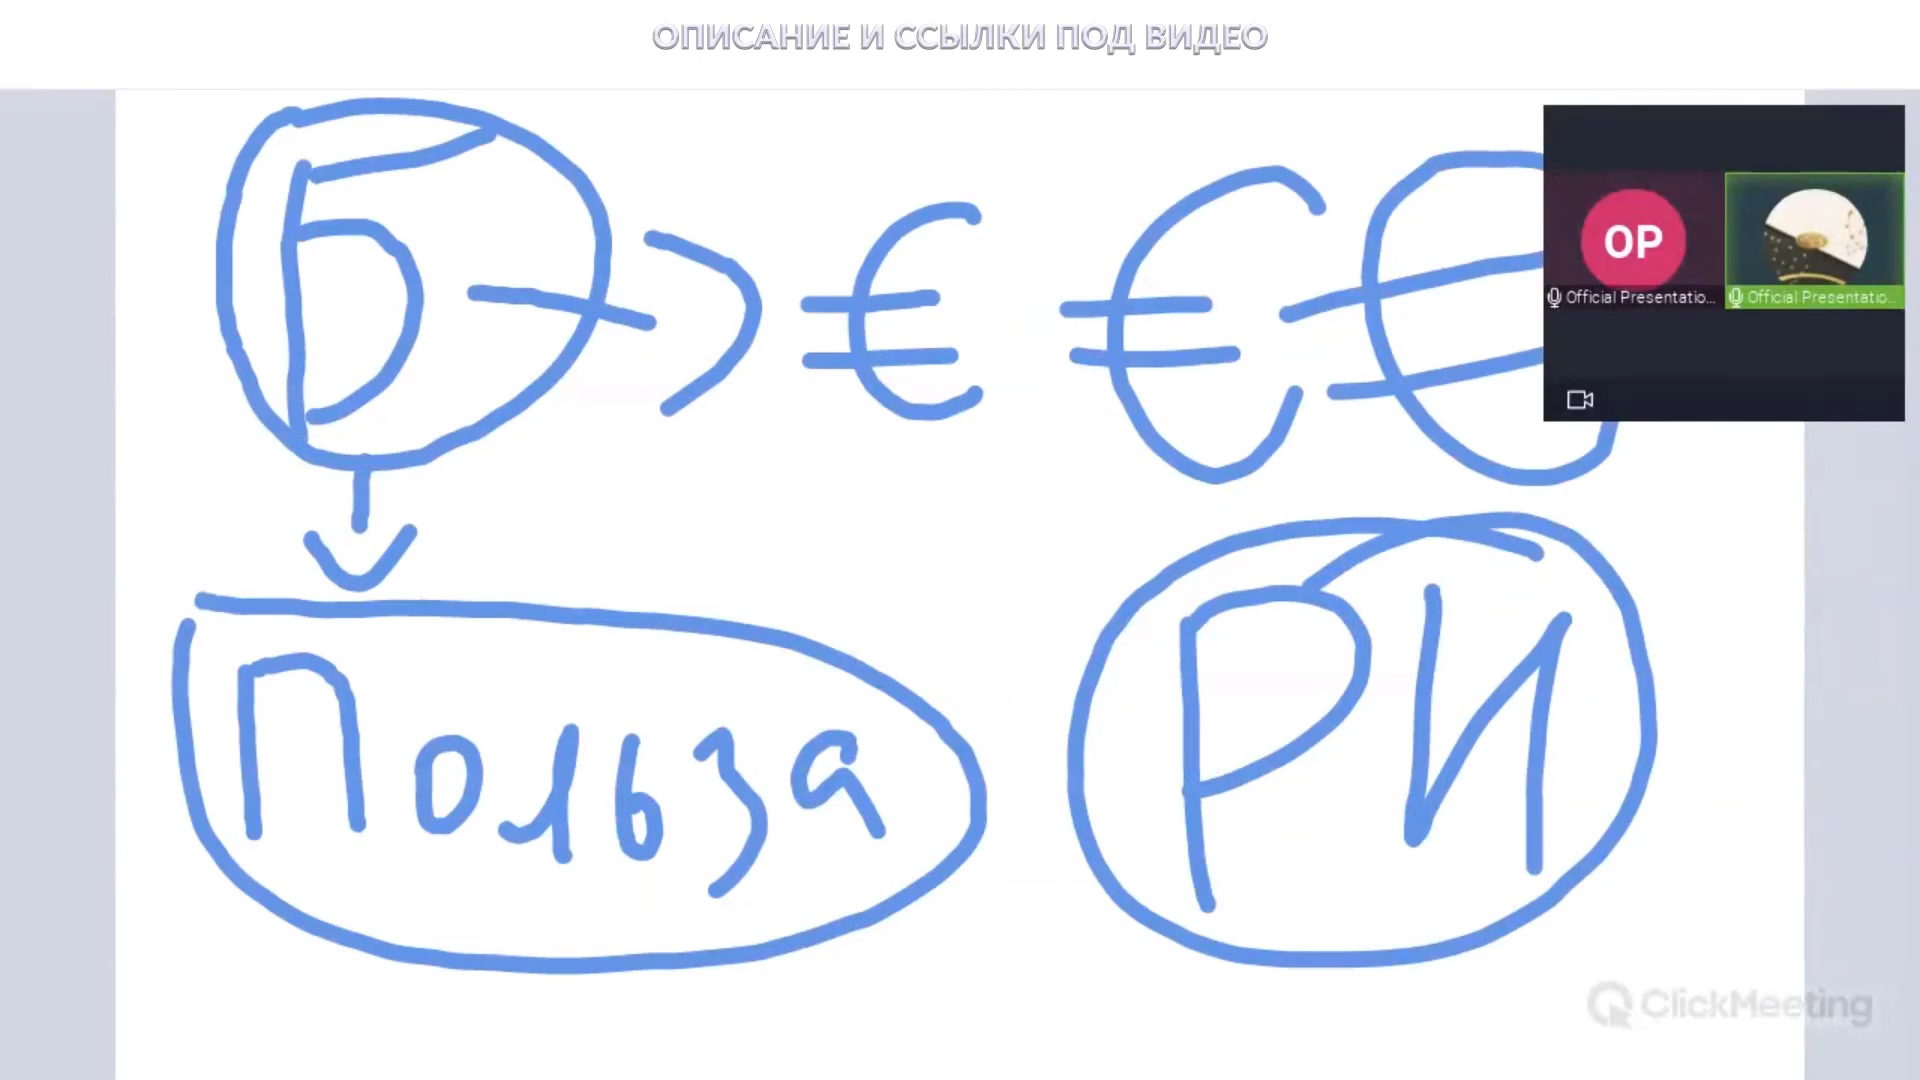 ОПИСАНИЕ И ССЫЛКИ ПОД ВИДЕО
Б → € € €
OP
Official Presentatio...
Official Presentatio...
Польза
РИ
ClickMeeting